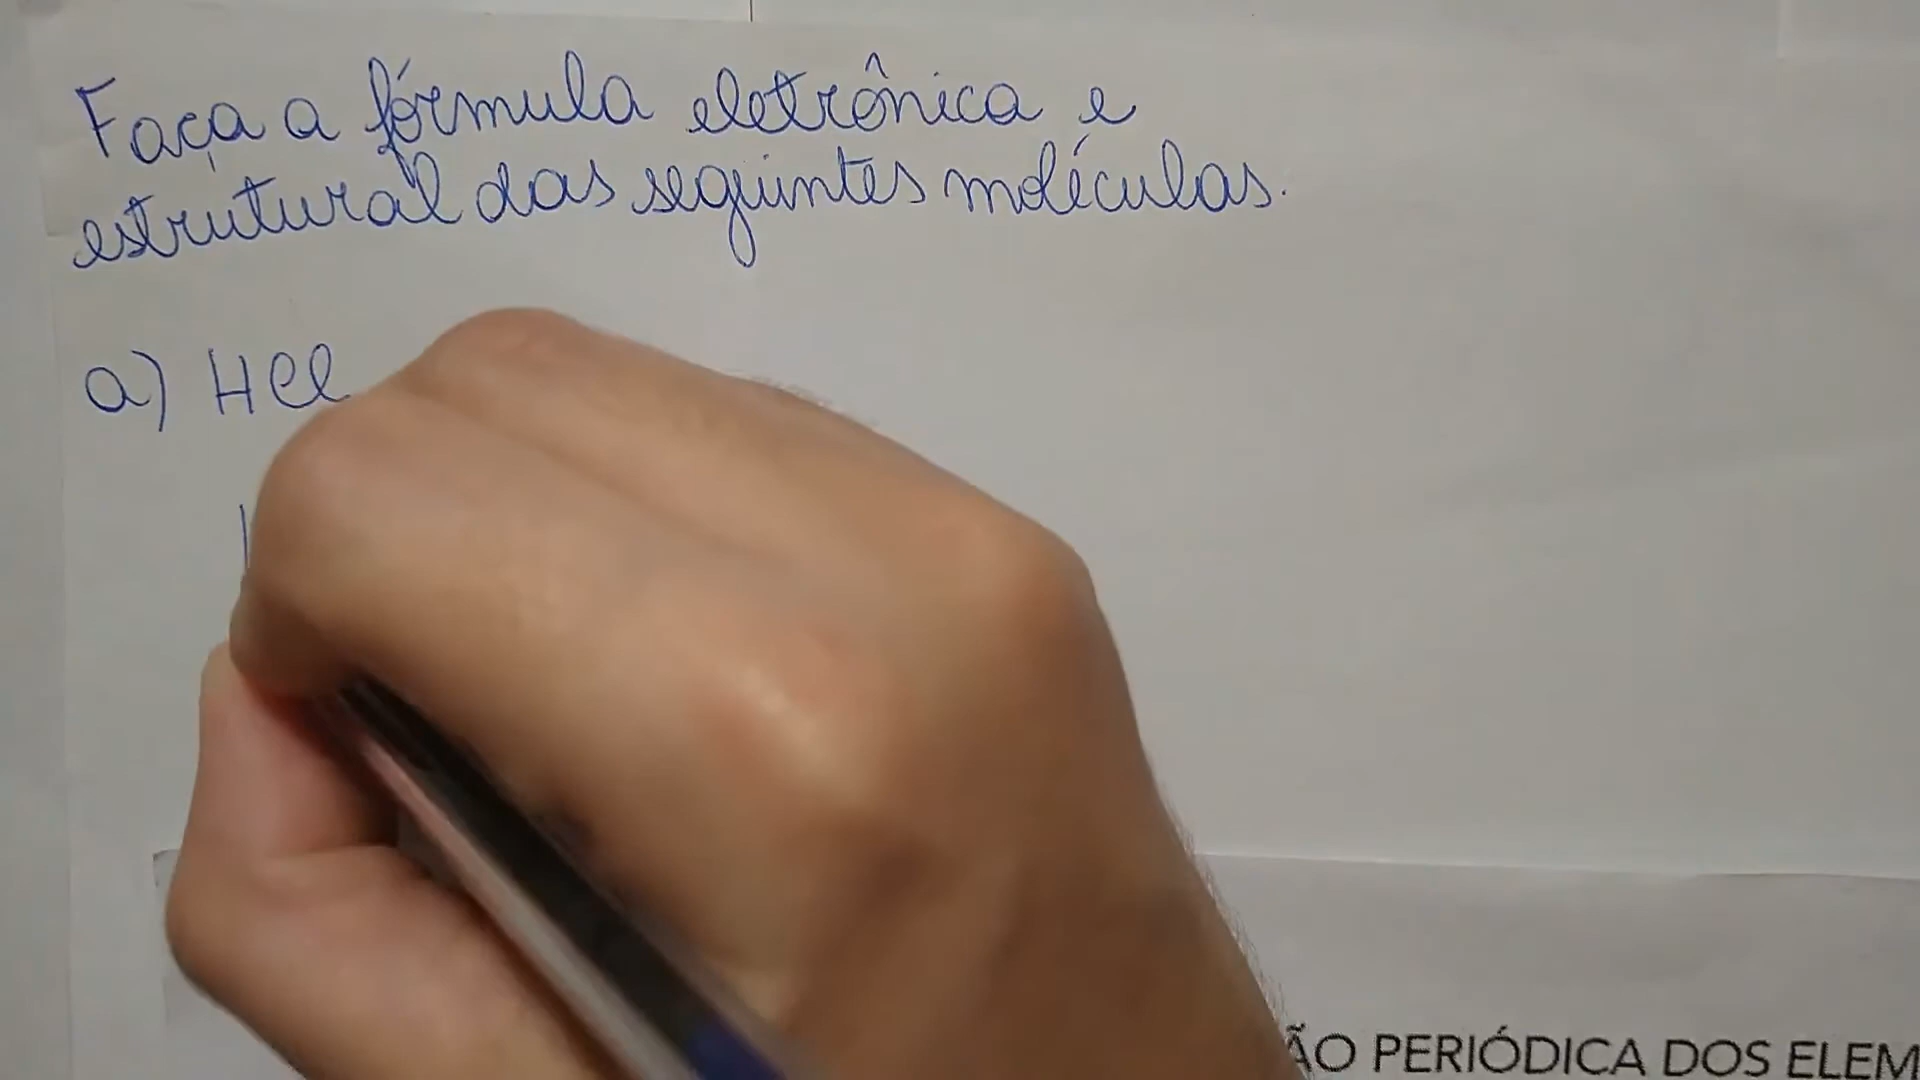 Faça a fórmula eletrônica e
estrutural das seguintes moléculas.
a) HCl
ÃO PERIÓDICA DOS ELEM